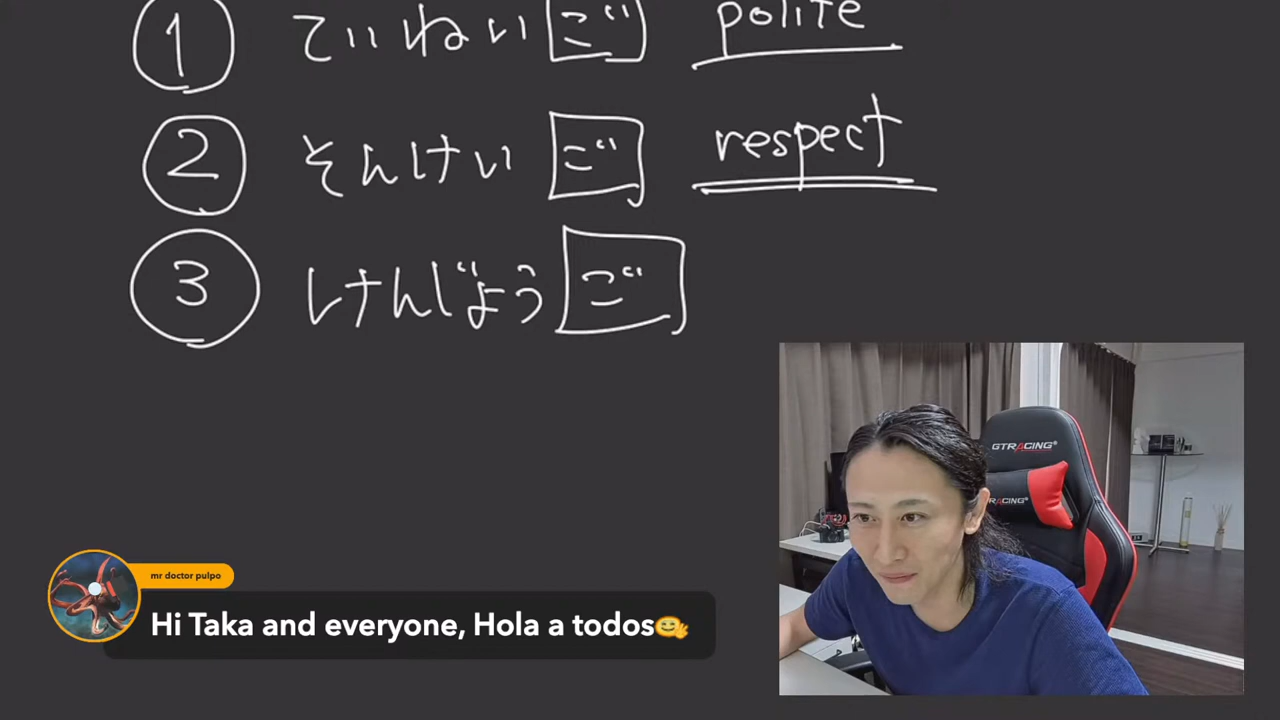 1 ていねいご polite
2 そんけいご respect
3 けんじょうご
GTRACING
RACING
mr doctor pulpo
Hi Taka and everyone, Hola a todos🤗